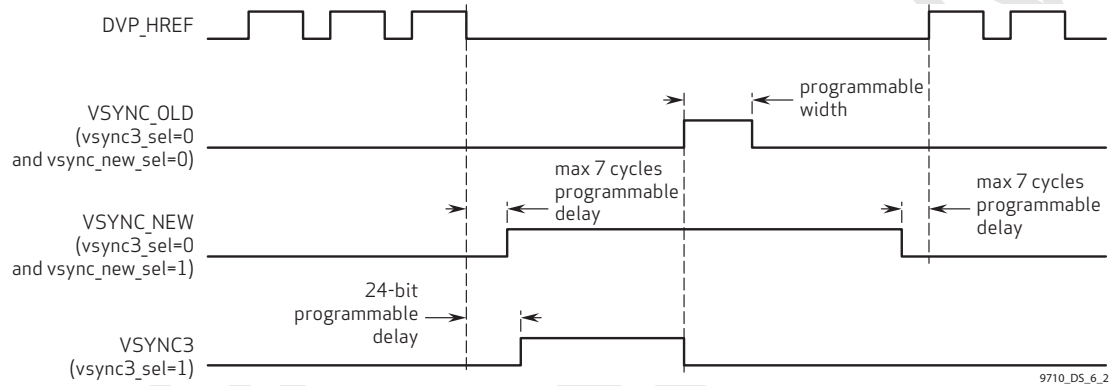 DVP_HREF
VSYNC_OLD
(vsync3_sel=0
and vsync_new_sel=0)
programmable
width
VSYNC_NEW
(vsync3_sel=0
and vsync_new_sel=1)
max 7 cycles
programmable
delay
max 7 cycles
programmable
delay
VSYNC3
(vsync3_sel=1)
24-bit
programmable
delay
9710_DS_6_2